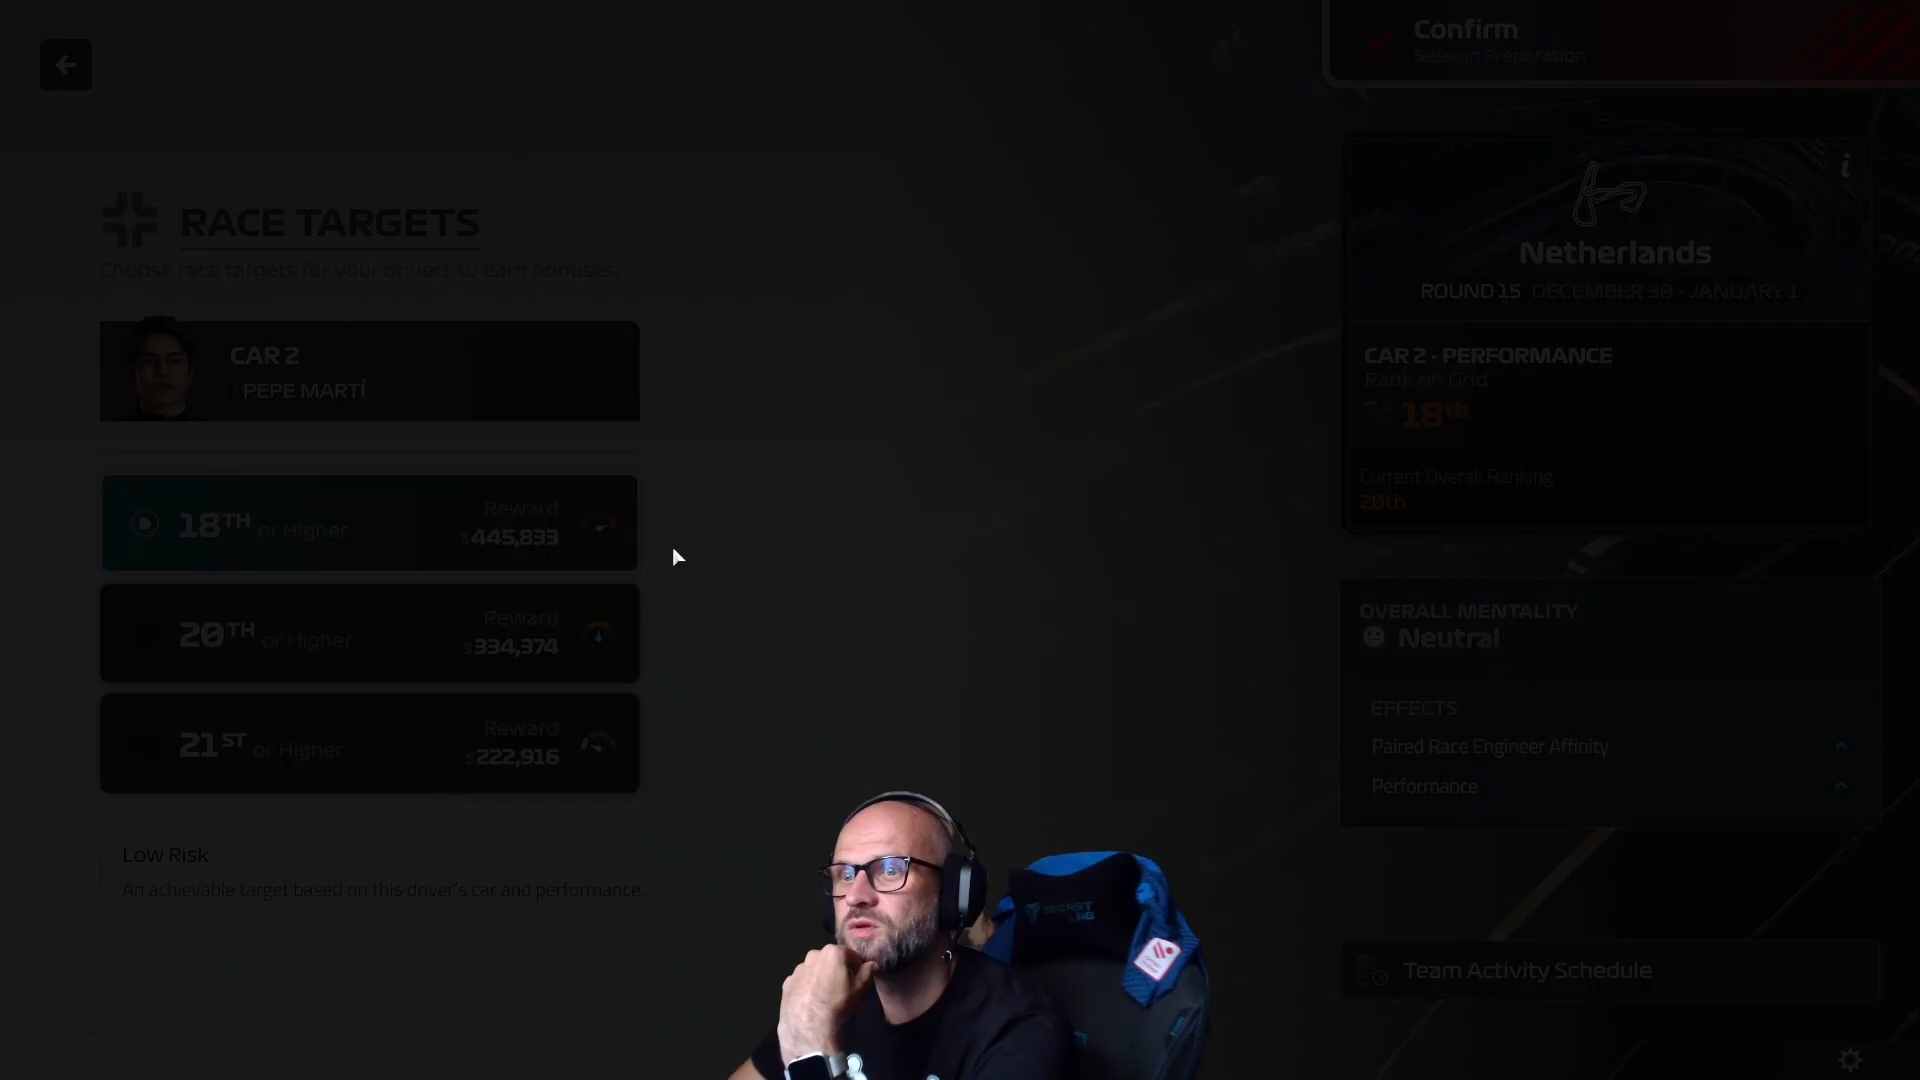 Confirm
Session Preparation
RACE TARGETS
Choose race targets for your drivers to earn bonuses.
CAR 2
PEPE MARTÍ
18TH or Higher
Reward
$445,833
20TH or Higher
Reward
$334,374
21ST or Higher
Reward
$222,916
Low Risk
An achievable target based on this driver's car and performance.
i
Netherlands
ROUND 15 DECEMBER 30 - JANUARY 1
CAR 2 - PERFORMANCE
Rank on Grid
18th
Current Overall Ranking
20th
OVERALL MENTALITY
Neutral
EFFECTS
Paired Race Engineer Affinity
Performance
Team Activity Schedule
SECRET
LAB